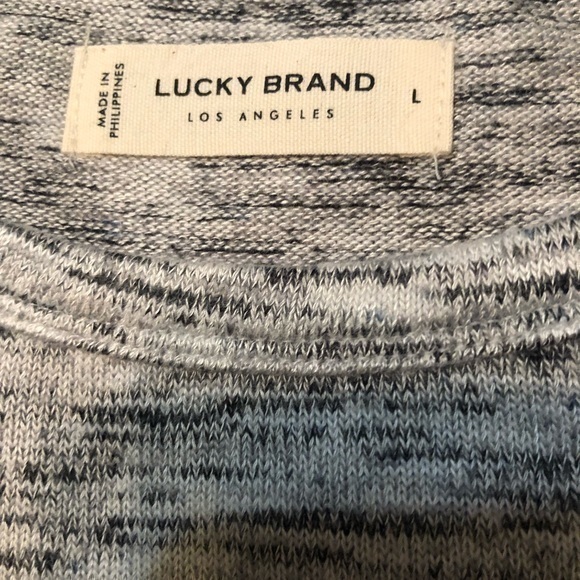 MADE IN
PHILIPPINES
LUCKY BRAND
LOS ANGELES
L